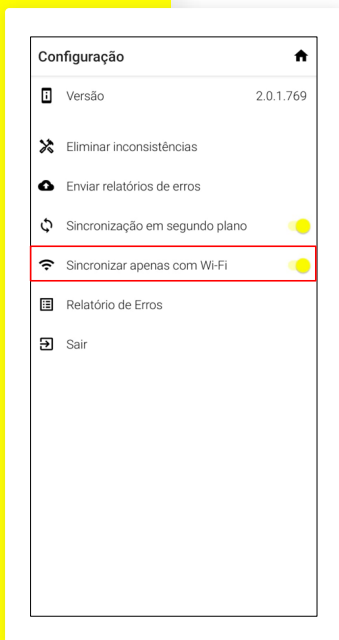 Configuração
Versão 2.0.1.769
Eliminar inconsistências
Enviar relatórios de erros
Sincronização em segundo plano
Sincronizar apenas com Wi-Fi
Relatório de Erros
Sair